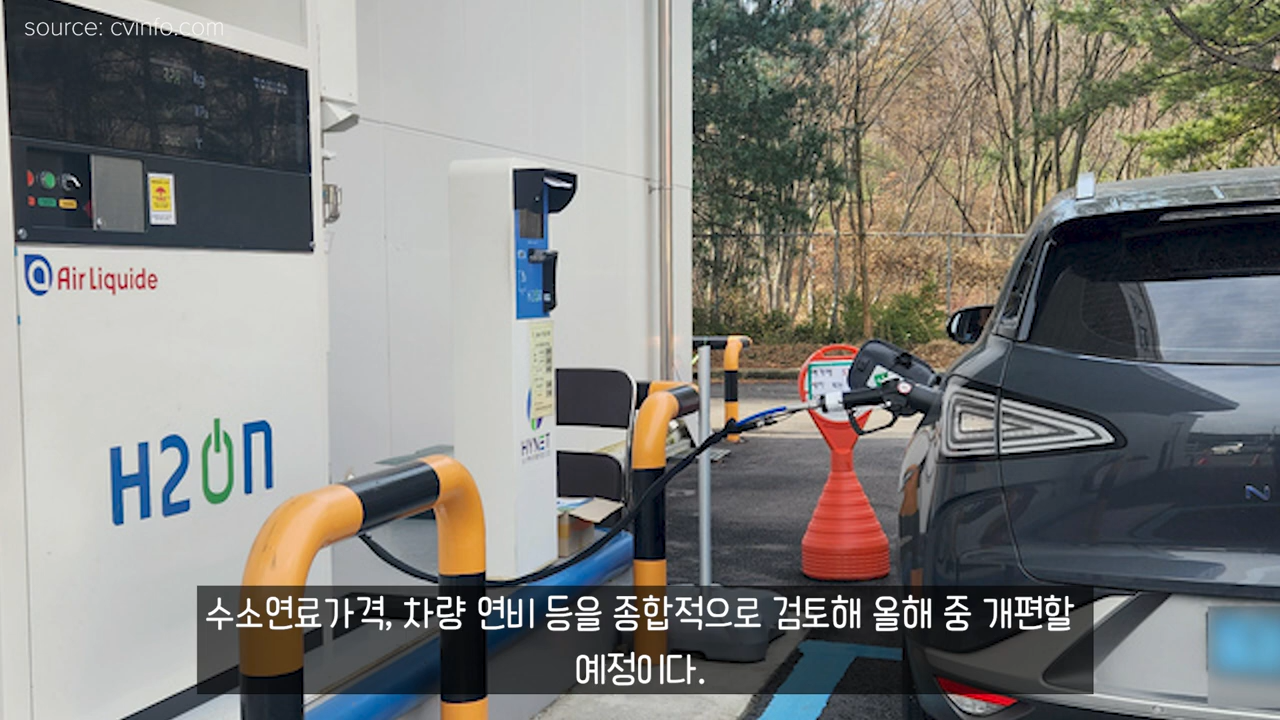 source: cvinfo.com
Air Liquide
H2ON
HYNET
N
수소연료가격, 차량 연비 등을 종합적으로 검토해 올해 중 개편할
예정이다.